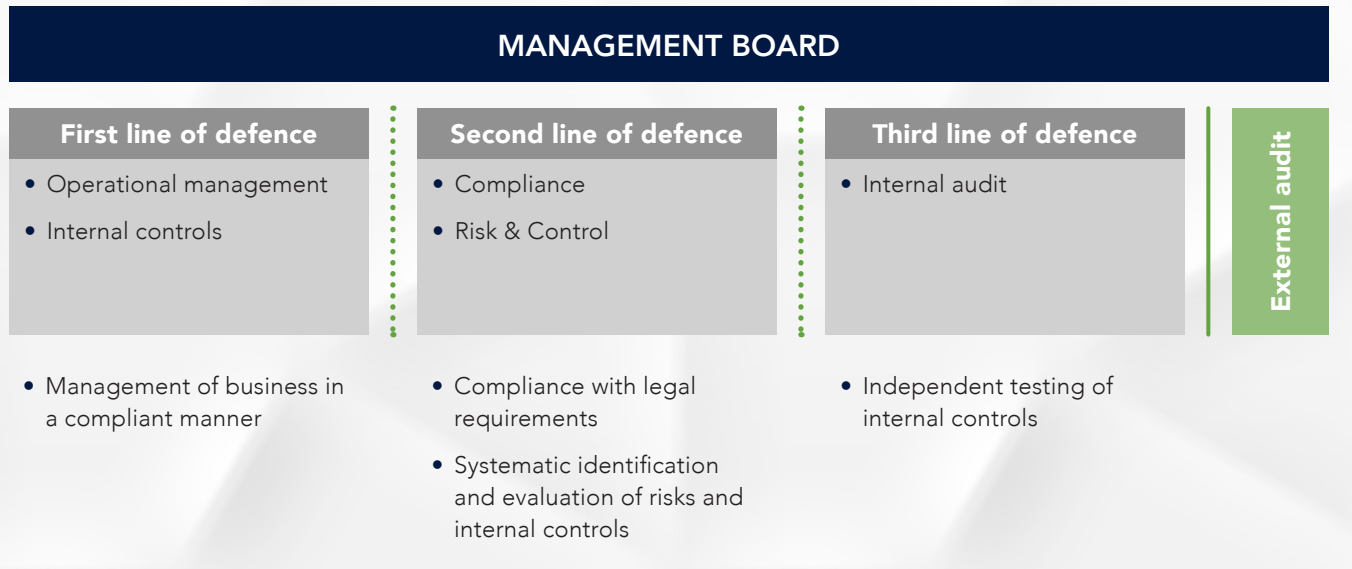 MANAGEMENT BOARD
First line of defence
• Operational management
• Internal controls
Second line of defence
• Compliance
• Risk & Control
Third line of defence
• Internal audit
External audit
• Management of business in
a compliant manner
• Compliance with legal
requirements
• Systematic identification
and evaluation of risks and
internal controls
• Independent testing of
internal controls